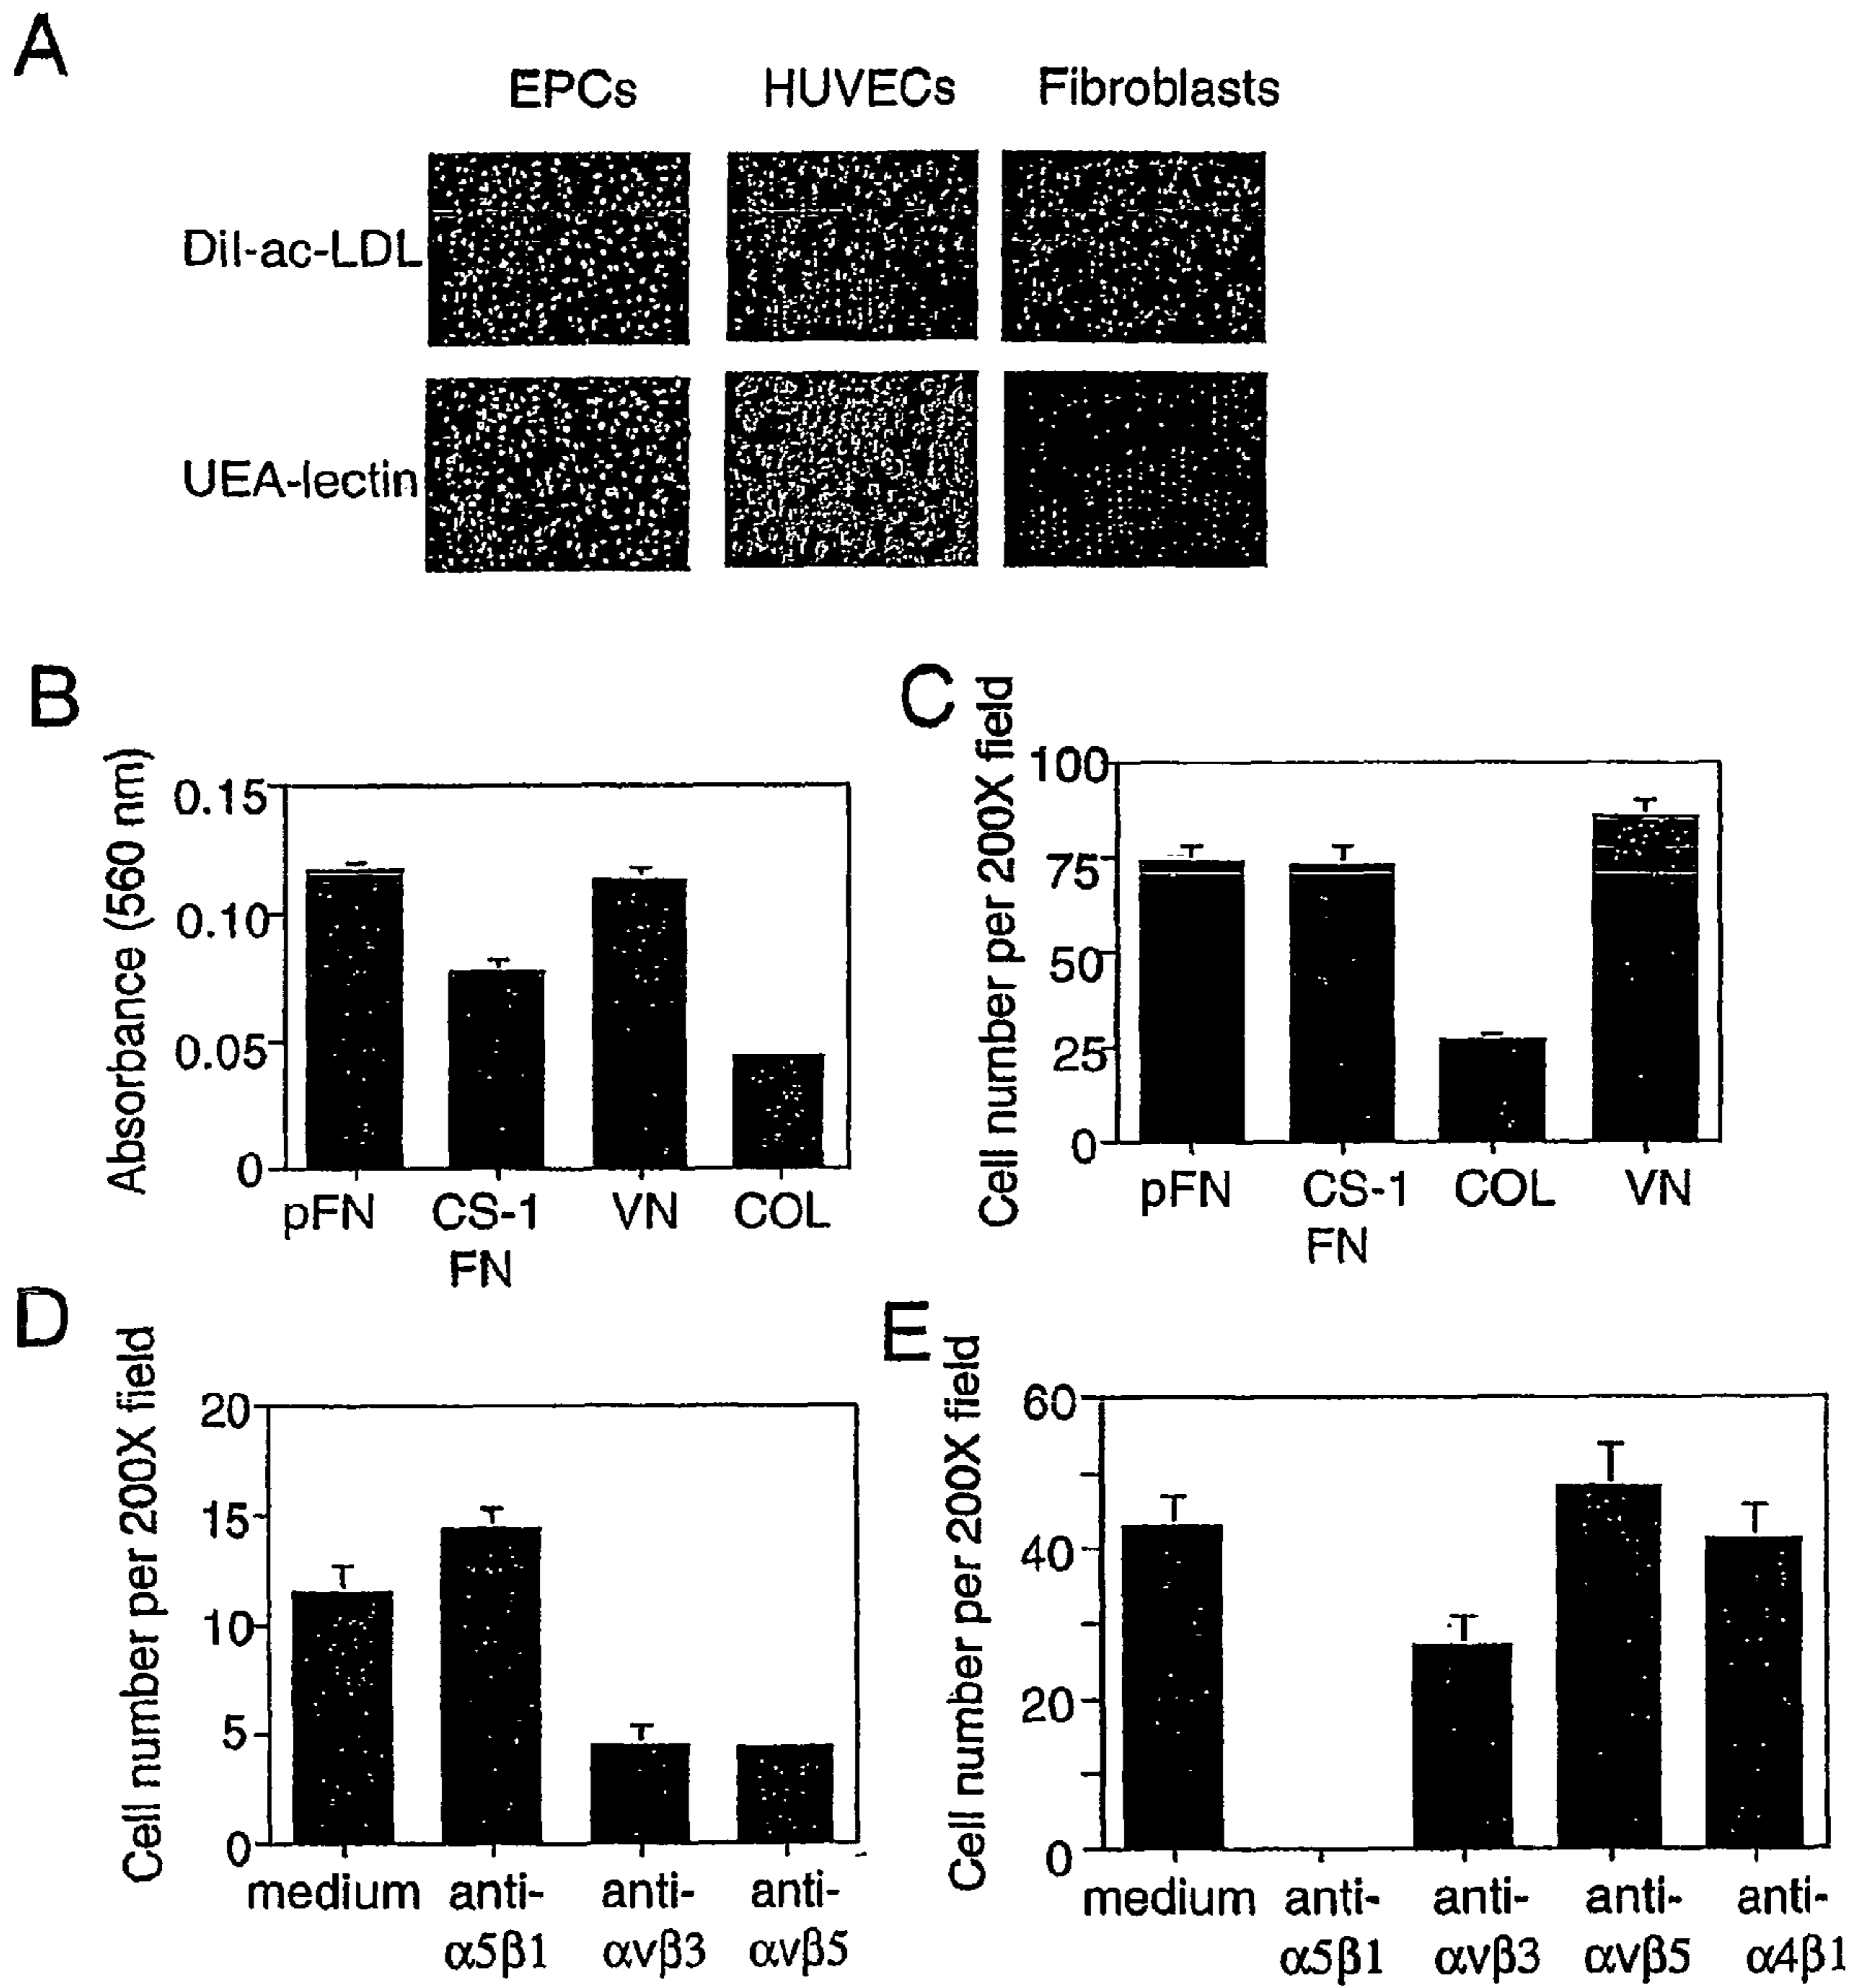 A
EPCs HUVECs Fibroblasts
DiI-ac-LDL
UEA-lectin
B
Absorbance (560 nm)
0.15
0.10
0.05
0
pFN CS-1 VN COL
FN
C
Cell number per 200X field
100
75
50
25
0
pFN CS-1 COL VN
FN
D
Cell number per 200X field
20
15
10
5
0
medium anti- anti- anti-
α5β1 αvβ3 αvβ5
E
Cell number per 200X field
60
40
20
0
medium anti- anti- anti- anti-
α5β1 αvβ3 αvβ5 α4β1